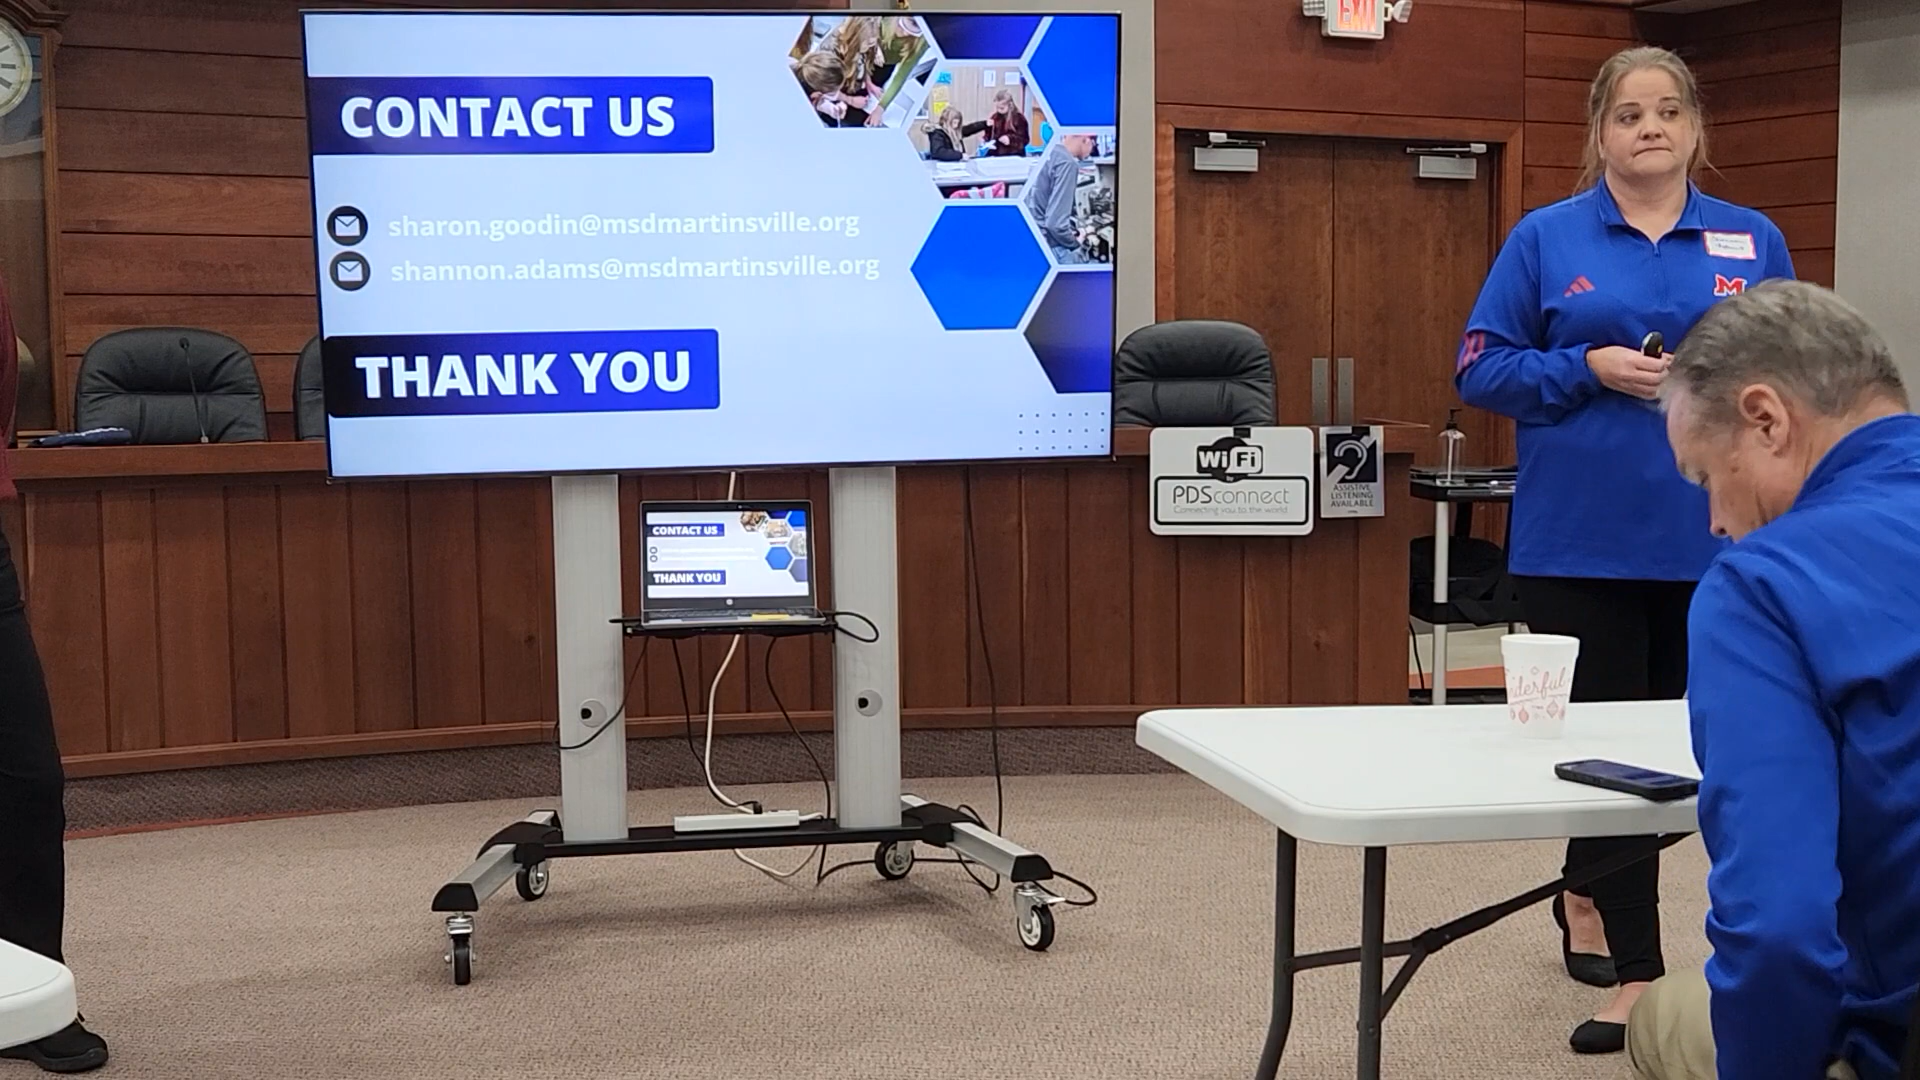 EXIT
CONTACT US
sharon.goodin@msdmartinsville.org
shannon.adams@msdmartinsville.org
THANK YOU
M
WiFi
by
PDSconnect
Connecting you to the world
ASSISTIVE
LISTENING
AVAILABLE
CONTACT US
THANK YOU